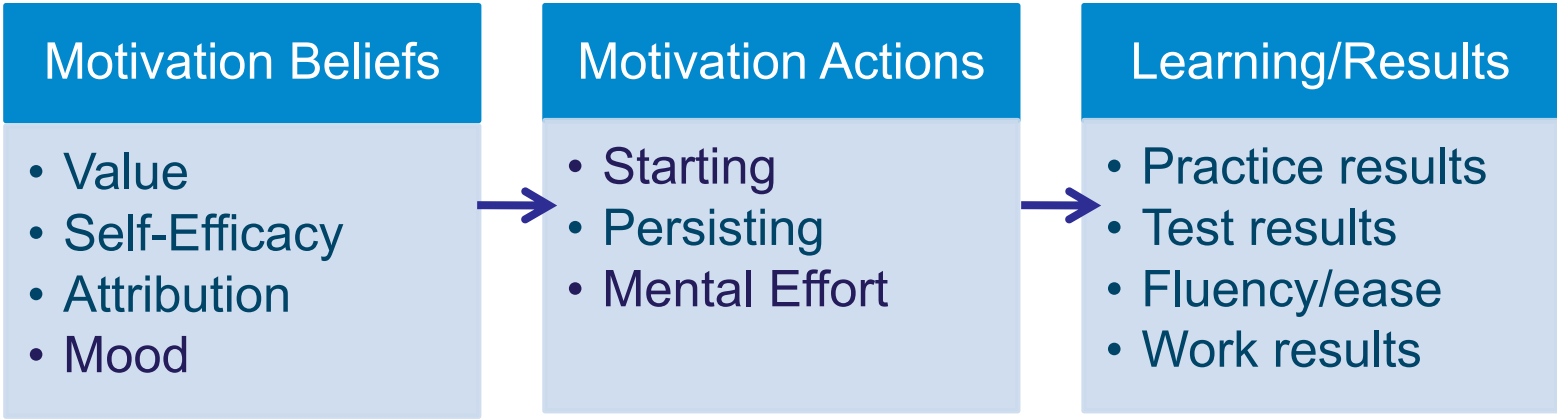 Motivation Beliefs
• Value
• Self-Efficacy
• Attribution
• Mood
Motivation Actions
• Starting
• Persisting
• Mental Effort
Learning/Results
• Practice results
• Test results
• Fluency/ease
• Work results